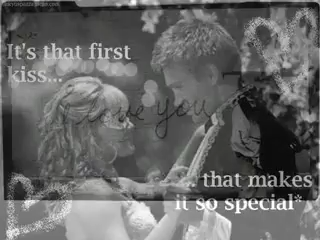 It's that first
kiss...
I love you
... that makes
it so special*